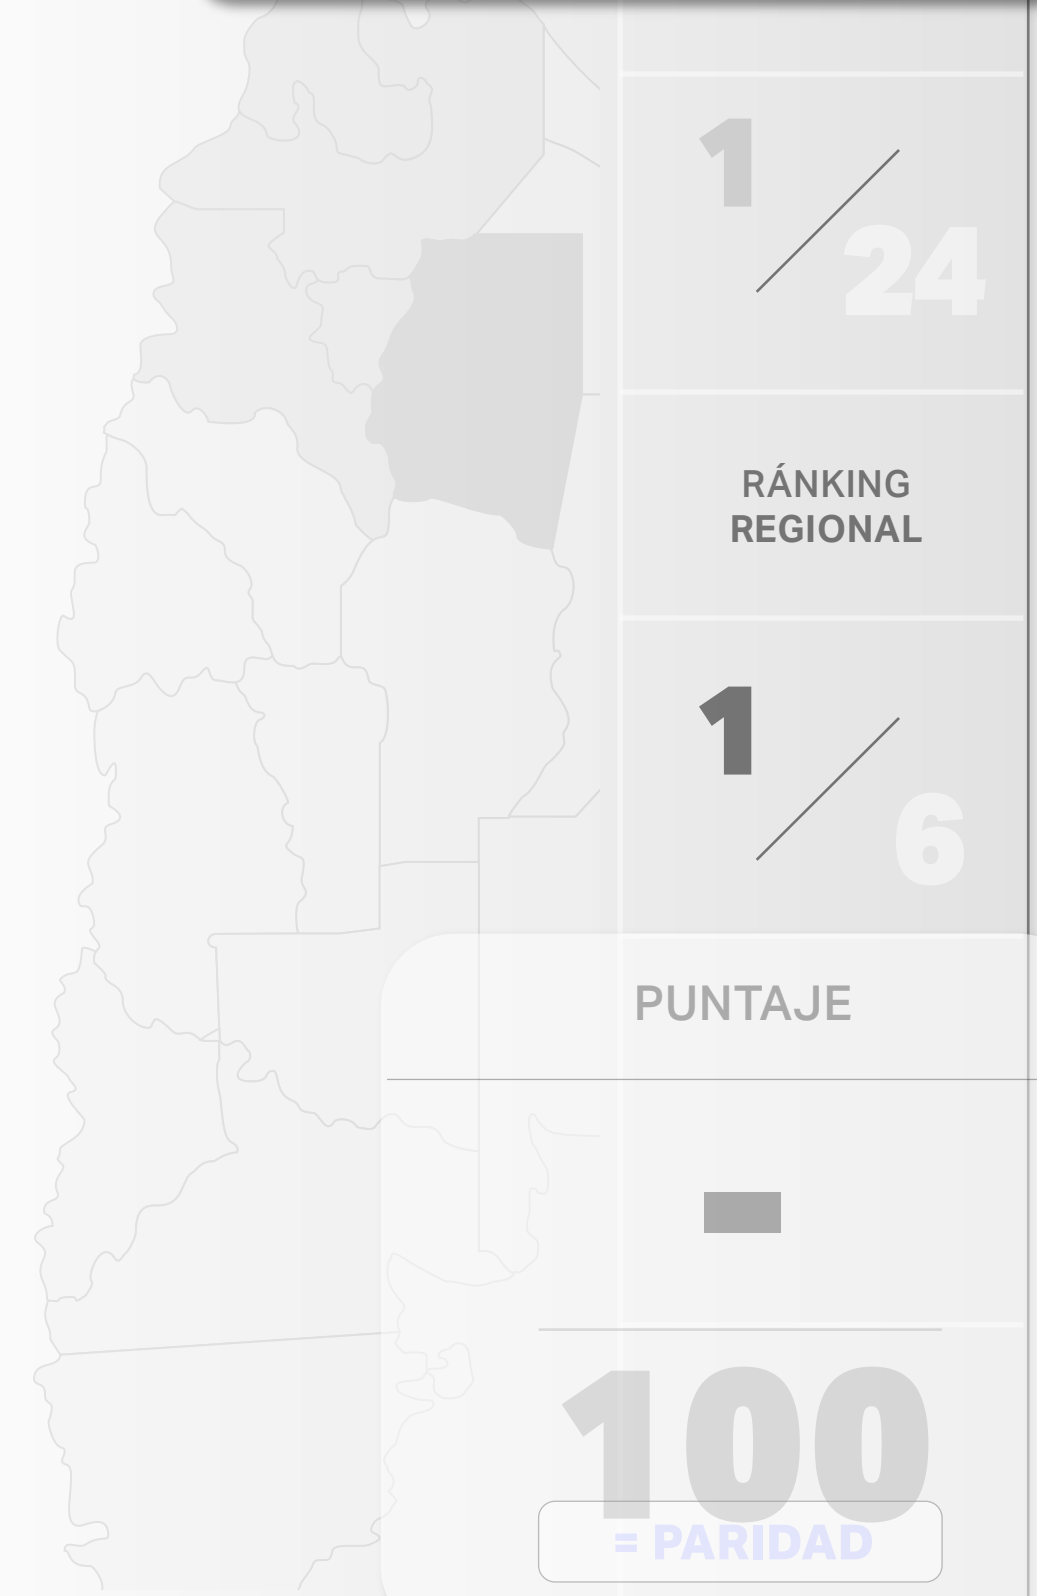 1
24
RÁNKING
REGIONAL
1
6
PUNTAJE
-
100
= PARIDAD